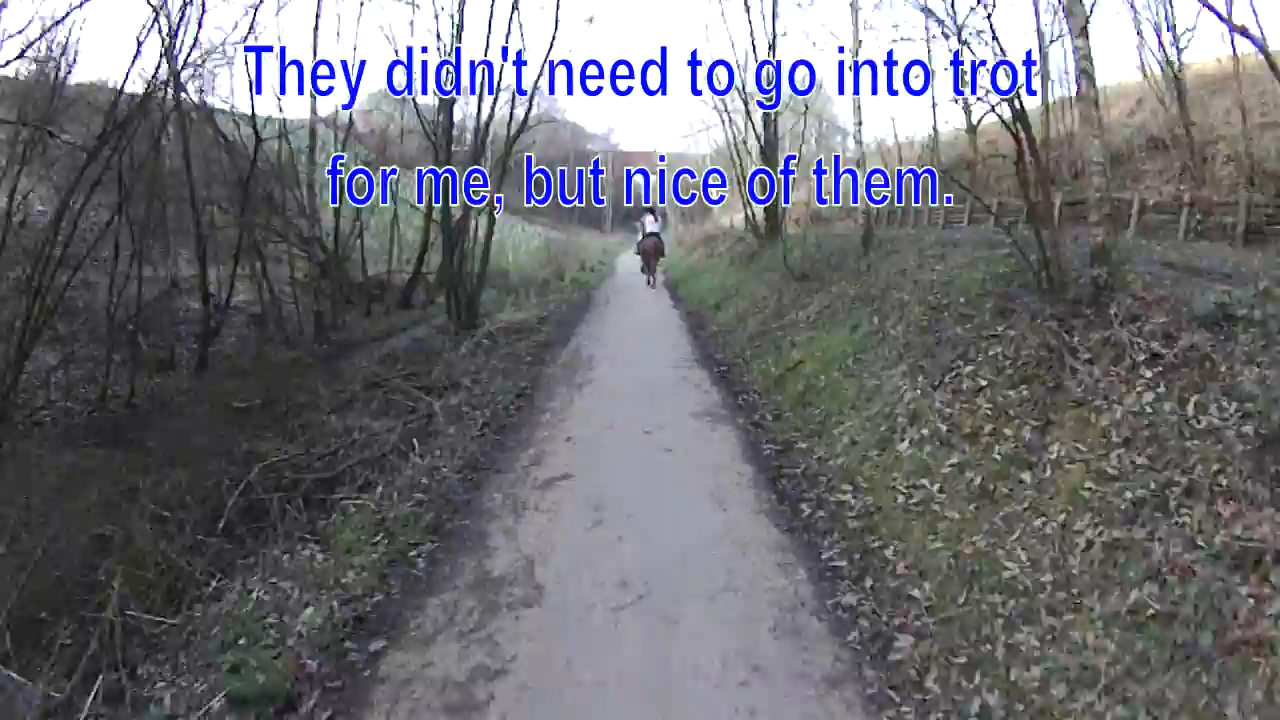 They didn't need to go into trot
for me, but nice of them.